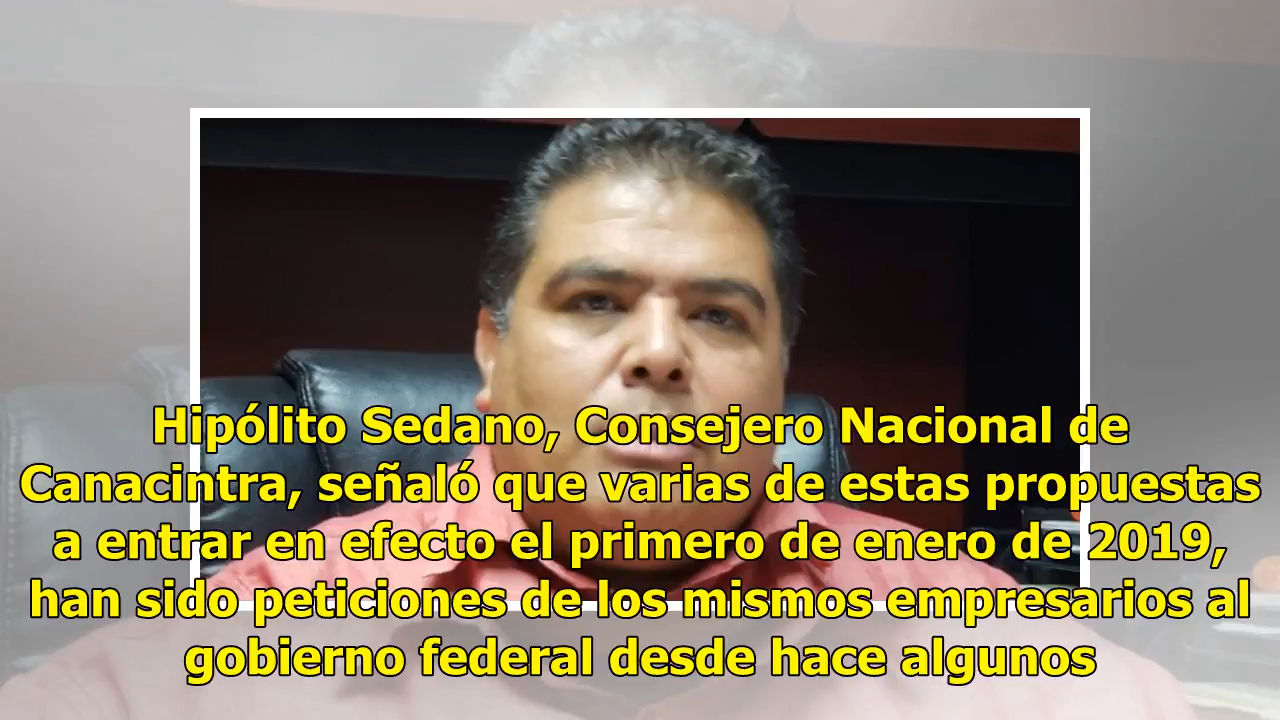 Hipólito Sedano, Consejero Nacional de
Canacintra, señaló que varias de estas propuestas
a entrar en efecto el primero de enero de 2019,
han sido peticiones de los mismos empresarios al
gobierno federal desde hace algunos